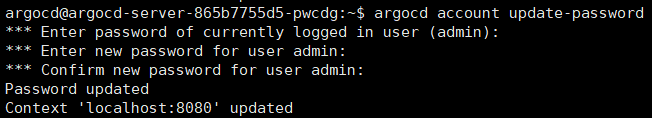 argocd@argocd-server-865b7755d5-pwcdg:~$ argocd account update-password
*** Enter password of currently logged in user (admin):
*** Enter new password for user admin:
*** Confirm new password for user admin:
Password updated
Context 'localhost:8080' updated